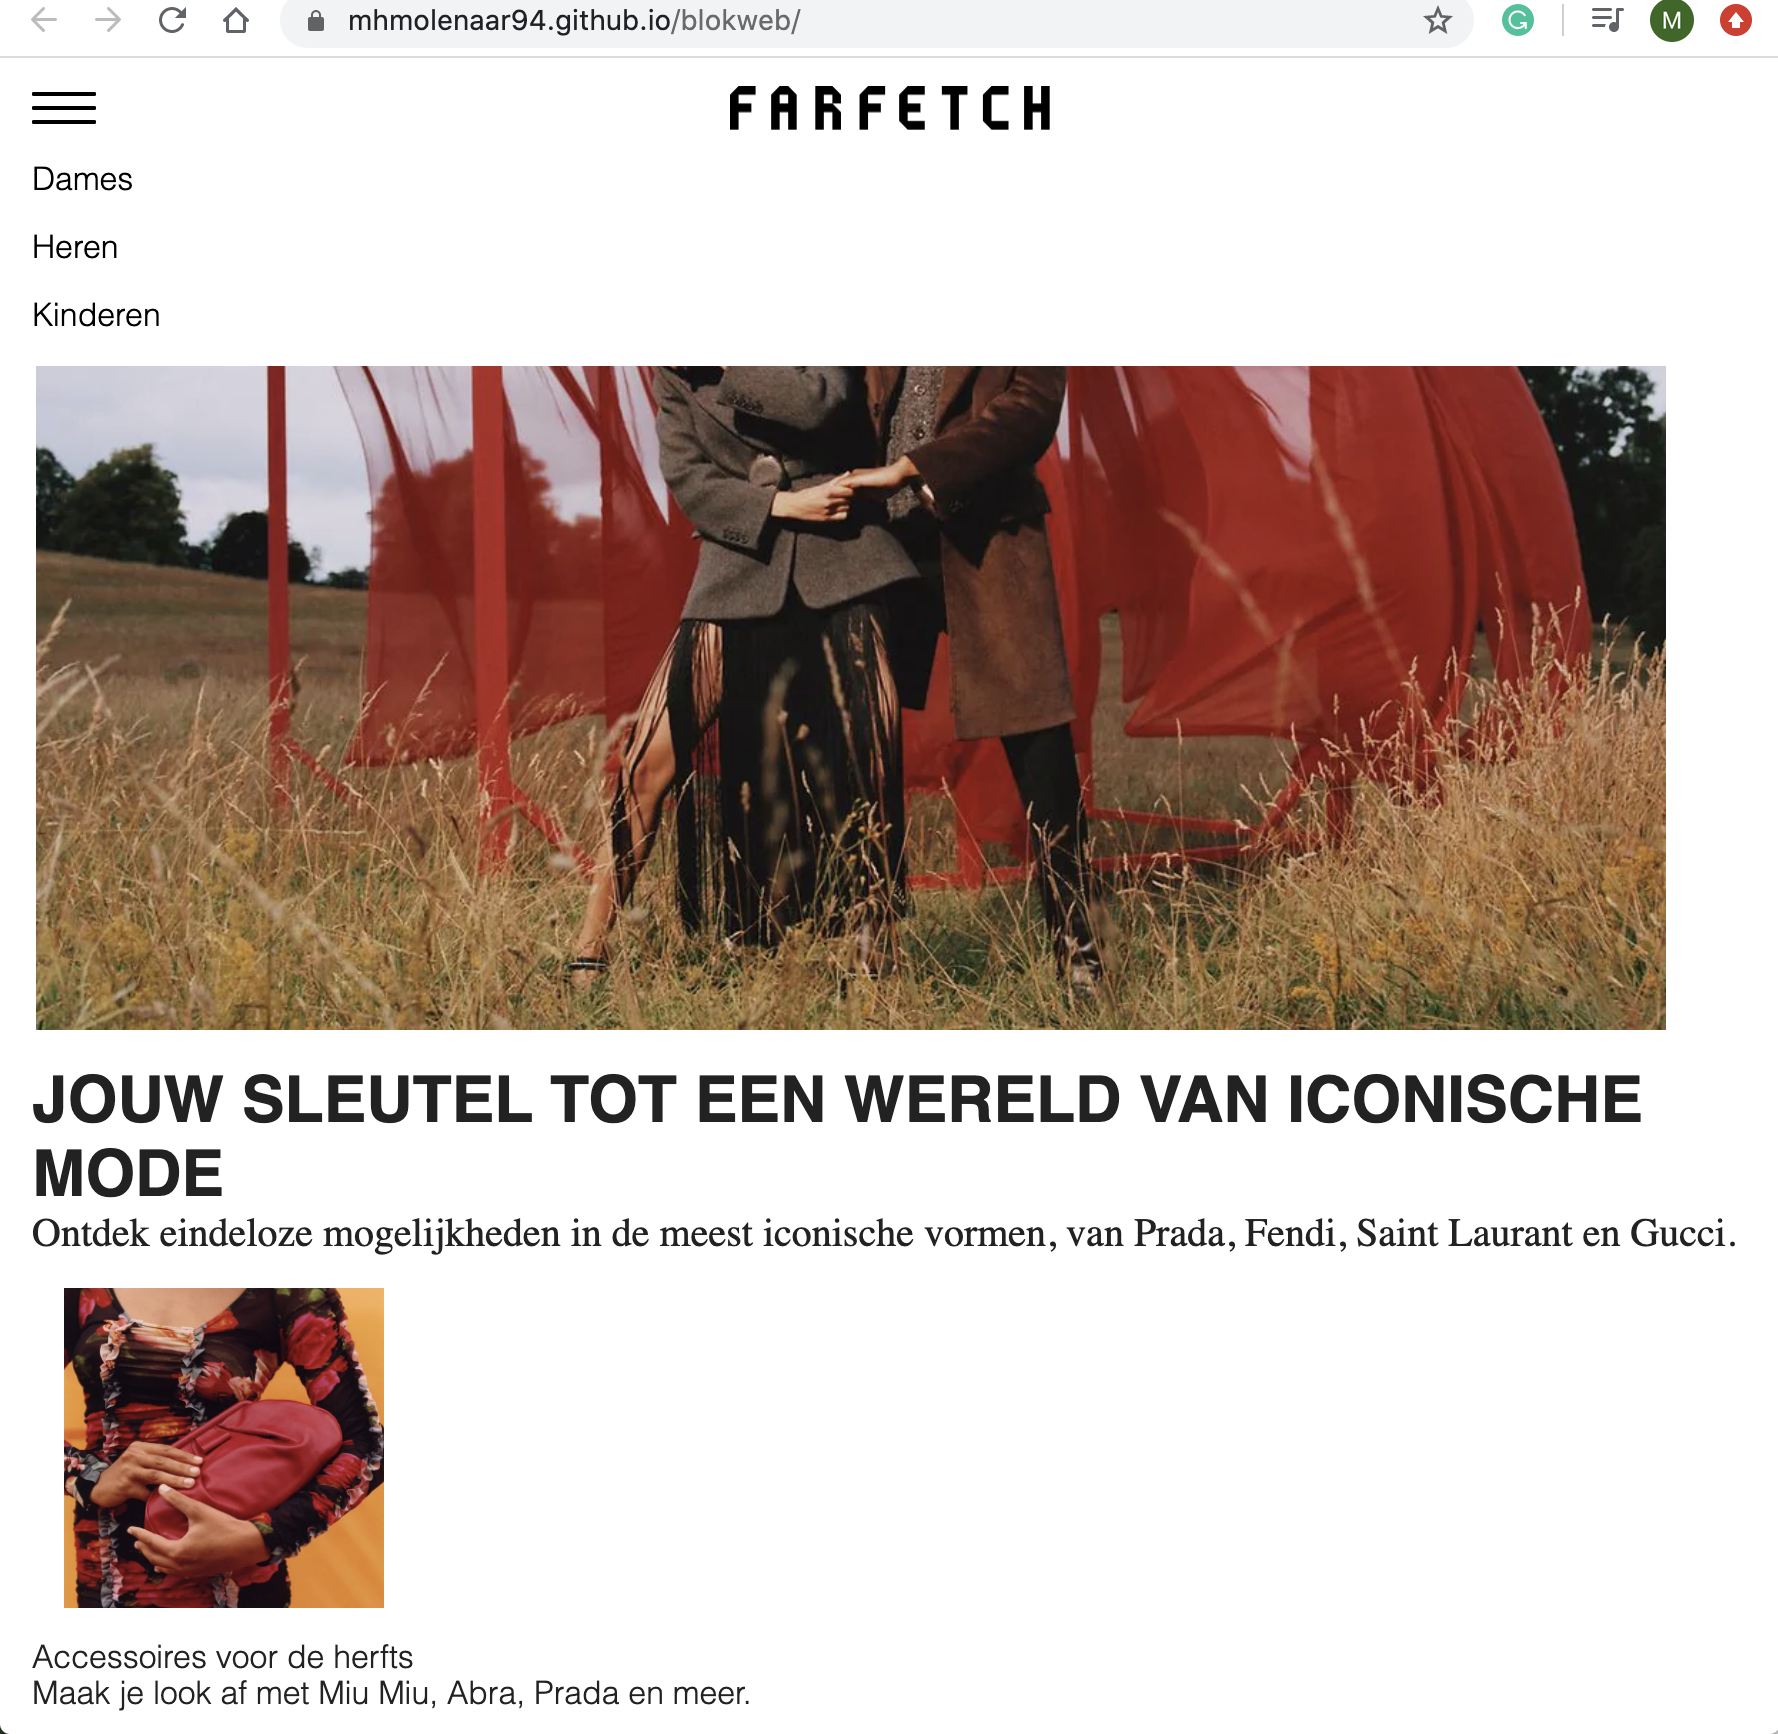 mhmolenaar94.github.io/blokweb/
G
M
FARFETCH
Dames
Heren
Kinderen
JOUW SLEUTEL TOT EEN WERELD VAN ICONISCHE
MODE
Ontdek eindeloze mogelijkheden in de meest iconische vormen, van Prada, Fendi, Saint Laurant en Gucci.
Accessoires voor de herfts
Maak je look af met Miu Miu, Abra, Prada en meer.